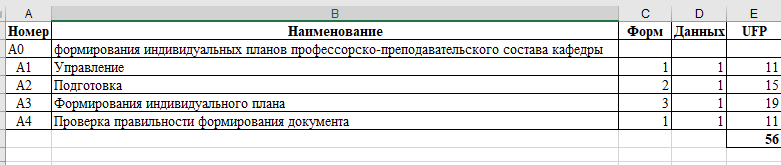 A B C D E
Номер Наименование Форм Данных UFP
A0 формирования индивидуальных планов профессорско-преподавательского состава кафедры
A1 Управление 1 1 11
A2 Подготовка 2 1 15
A3 Формирования индивидуального плана 3 1 19
A4 Проверка правильности формирования документа 1 1 11
56